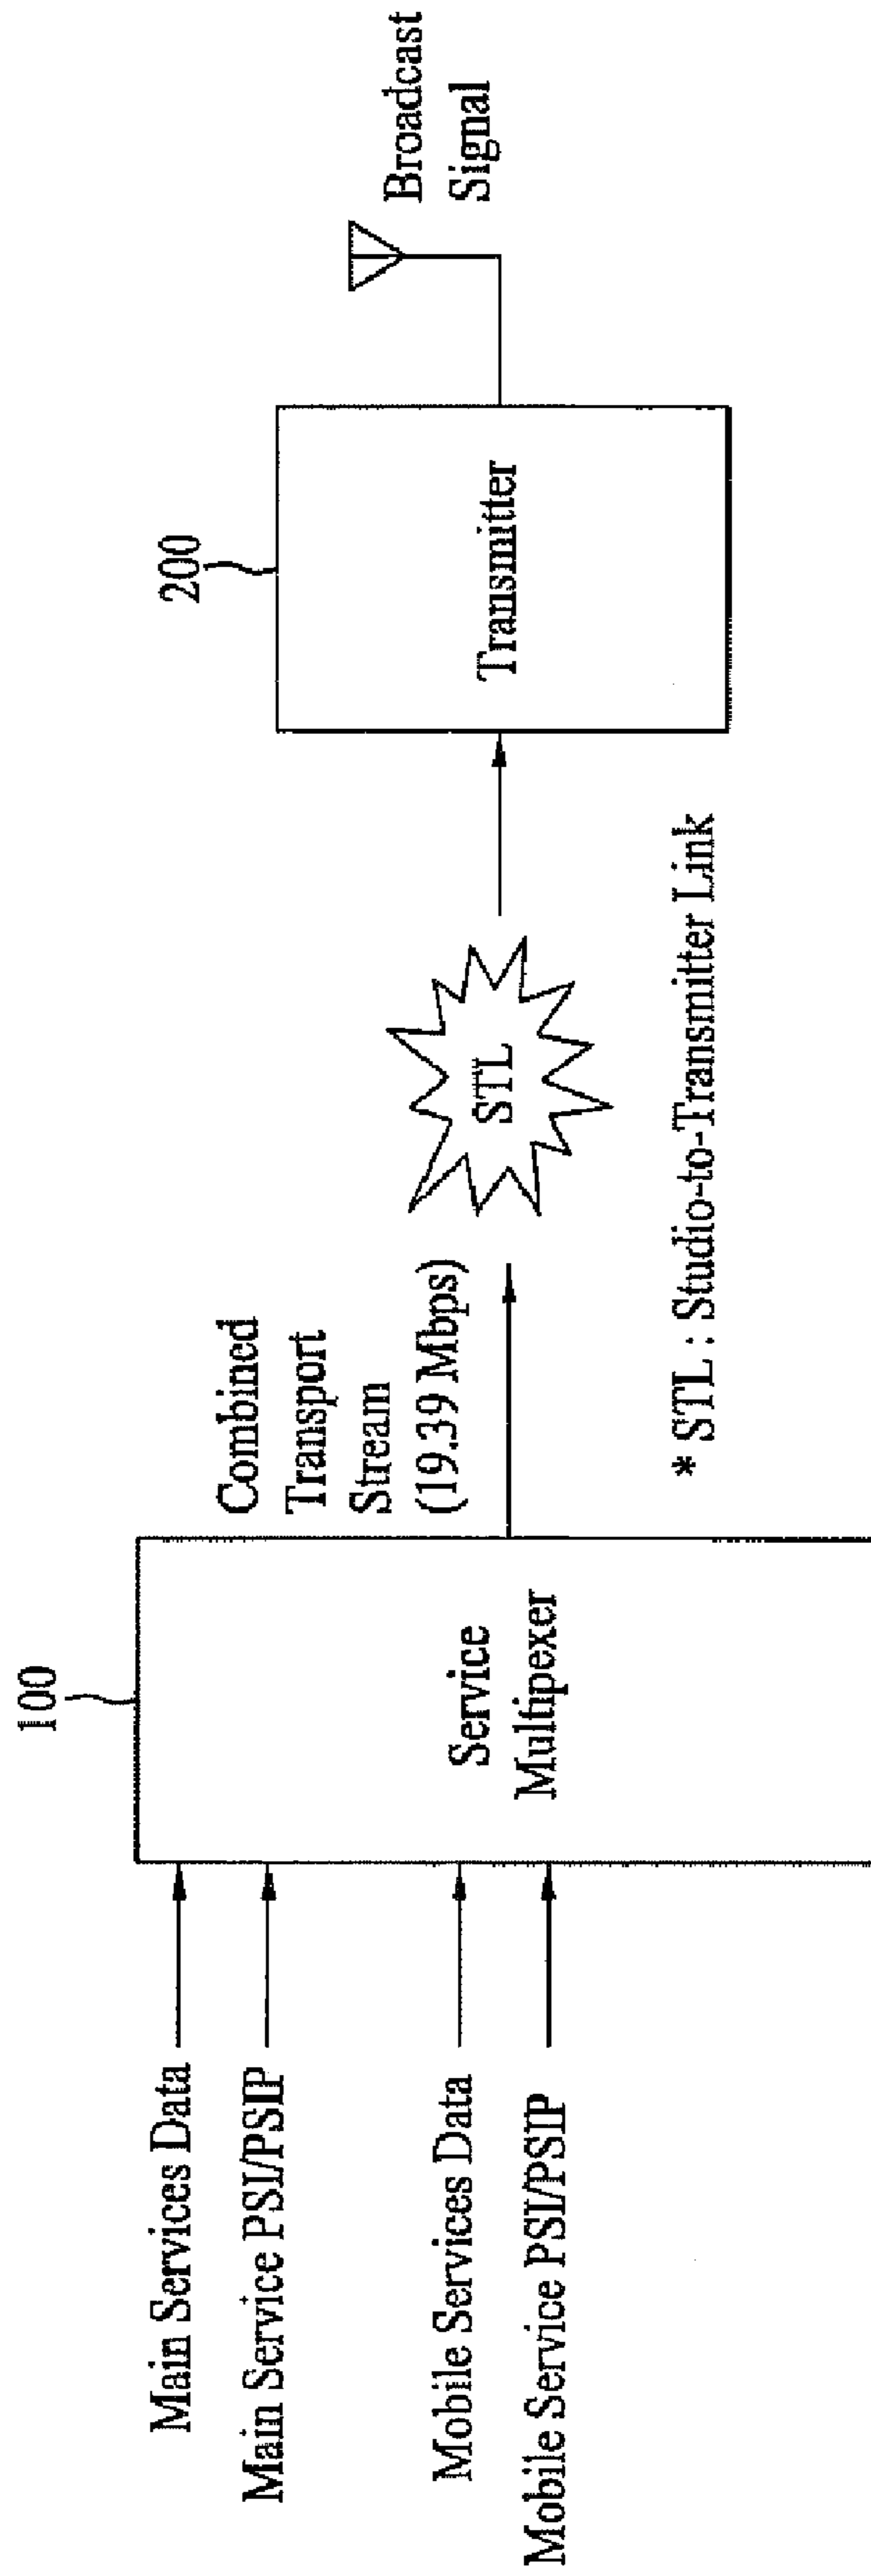 Main Services Data
Main Service PSI/PSIP
Mobile Services Data
Mobile Service PSI/PSIP
100
Service
Multipexer
Combined
Transport
Stream
(19.39 Mbps)
STL
* STL : Studio-to-Transmitter Link
200
Transmitter
Broadcast
Signal